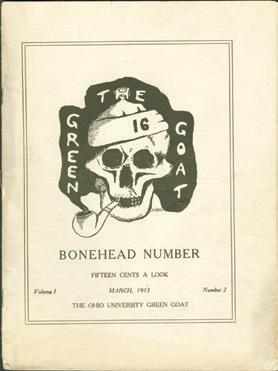 THE
GREEN
GOAT
16
BONEHEAD NUMBER
FIFTEEN CENTS A LOOK
Volume I MARCH, 1913 Number 2
THE OHIO UNIVERSITY GREEN GOAT